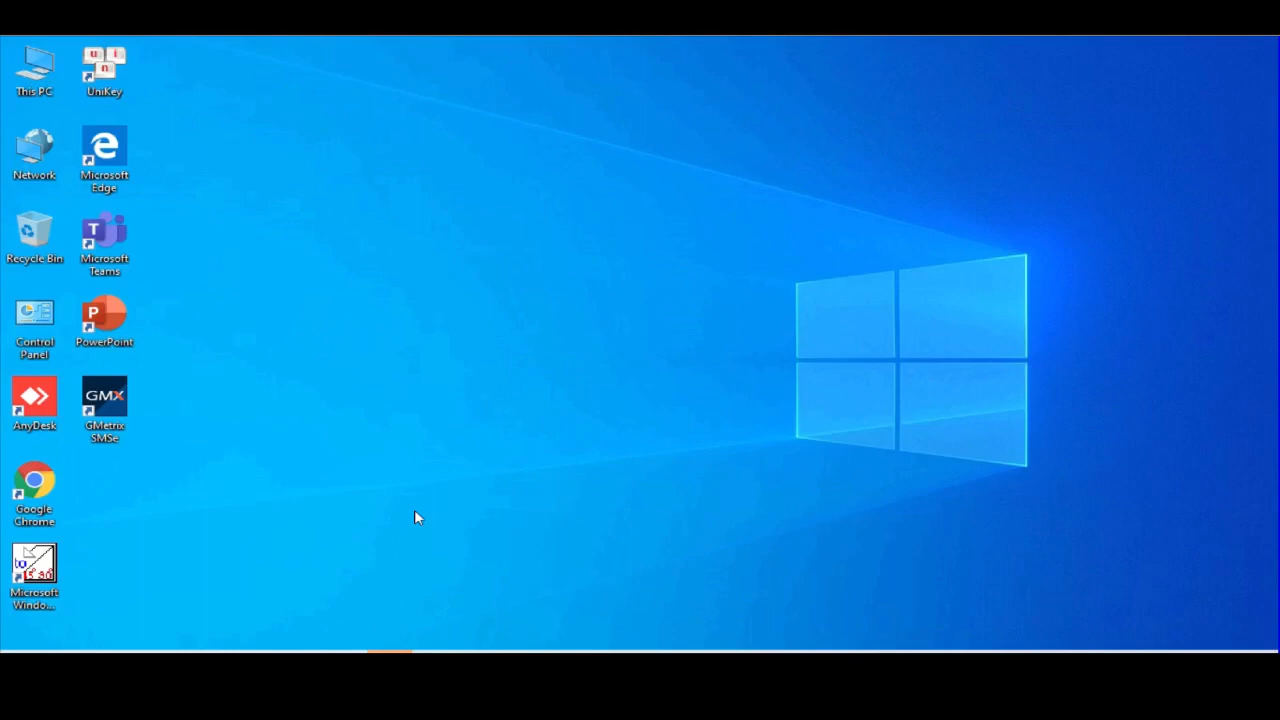 This PC
UniKey
Network
Microsoft
Edge
Recycle Bin
Microsoft
Teams
Control
Panel
PowerPoint
AnyDesk
GMX
GMetrix
SMSe
Google
Chrome
Microsoft
Windo...